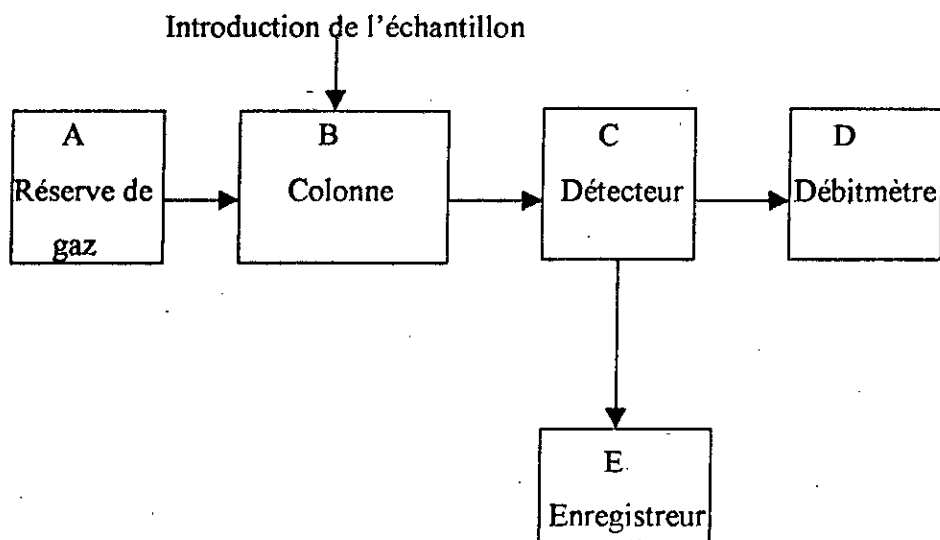 Introduction de l'échantillon
A
Réserve de
gaz
B
Colonne
C
Détecteur
D
Débitmètre
E
Enregistreur